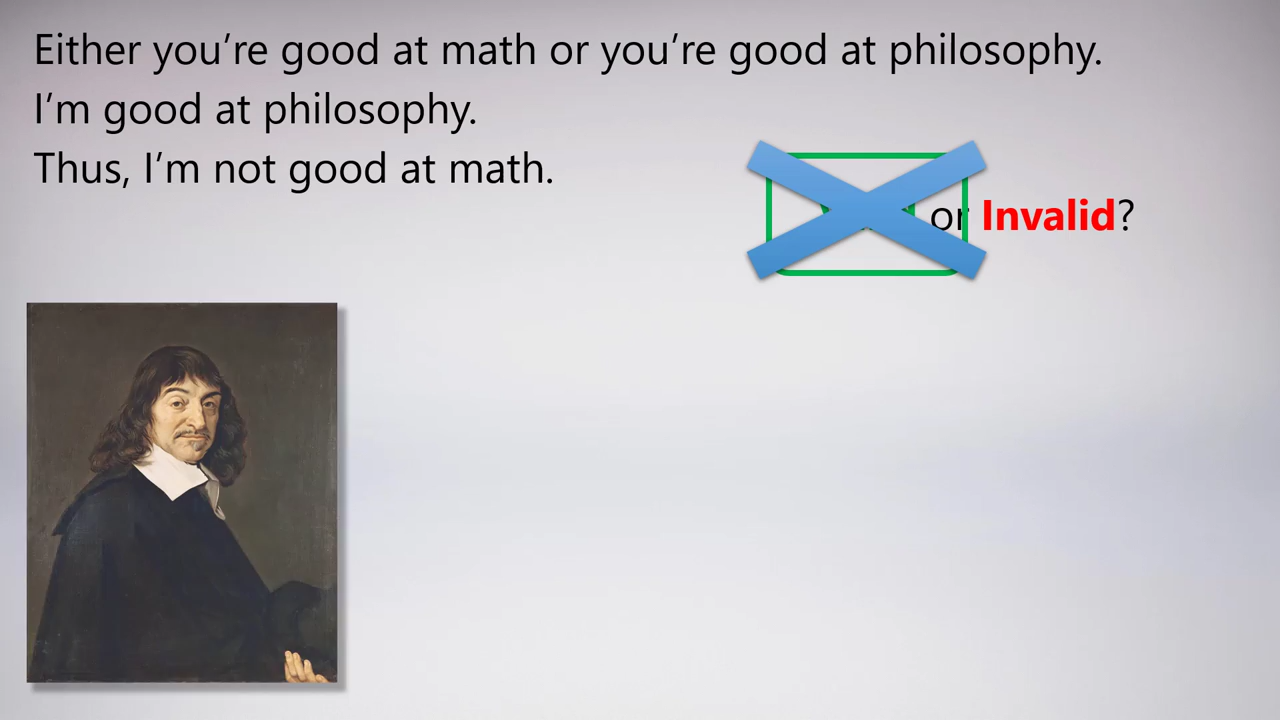 Either you’re good at math or you’re good at philosophy.
I’m good at philosophy.
Thus, I’m not good at math.
or Invalid?